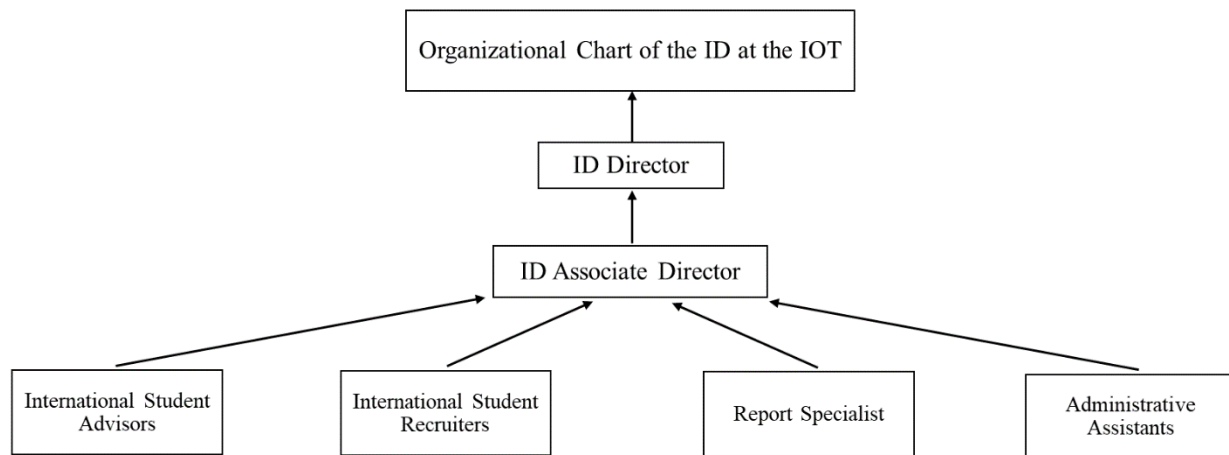 Organizational Chart of the ID at the IOT
ID Director
ID Associate Director
International Student
Advisors
International Student
Recruiters
Report Specialist
Administrative
Assistants